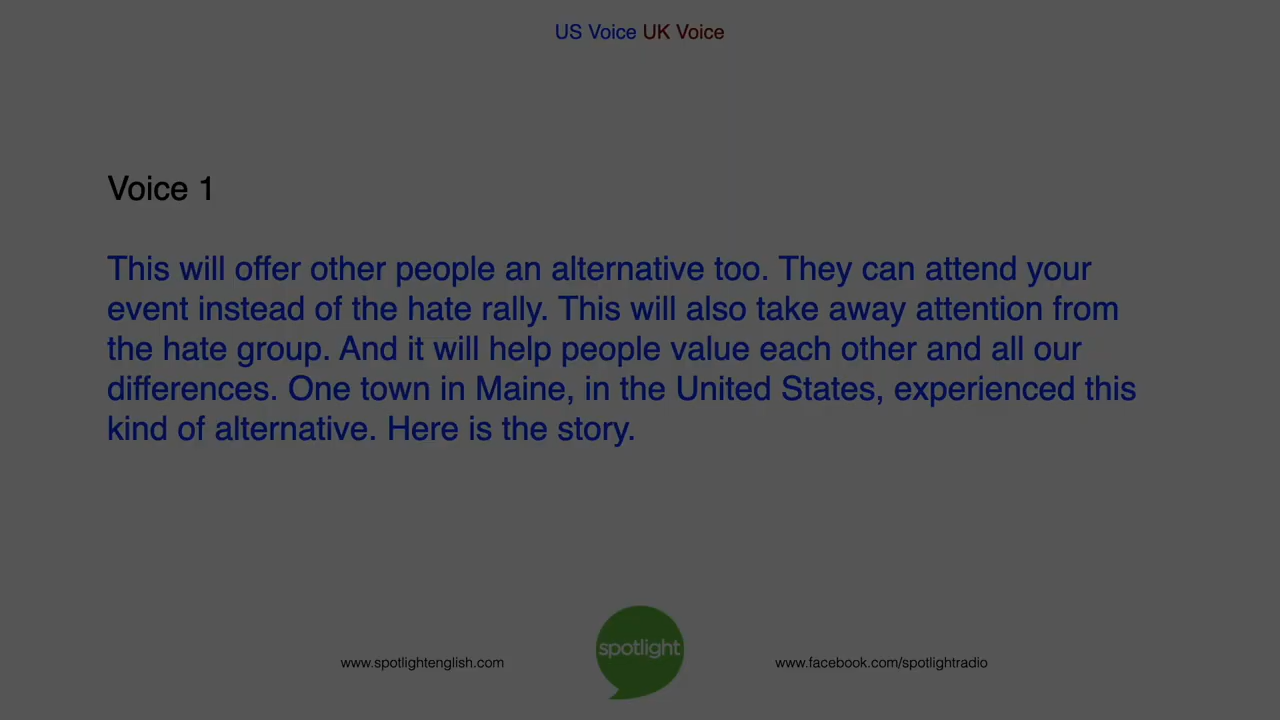 US Voice UK Voice
Voice 1
This will offer other people an alternative too. They can attend your
event instead of the hate rally. This will also take away attention from
the hate group. And it will help people value each other and all our
differences. One town in Maine, in the United States, experienced this
kind of alternative. Here is the story.
spotlight
www.spotlightenglish.com
www.facebook.com/spotlightradio